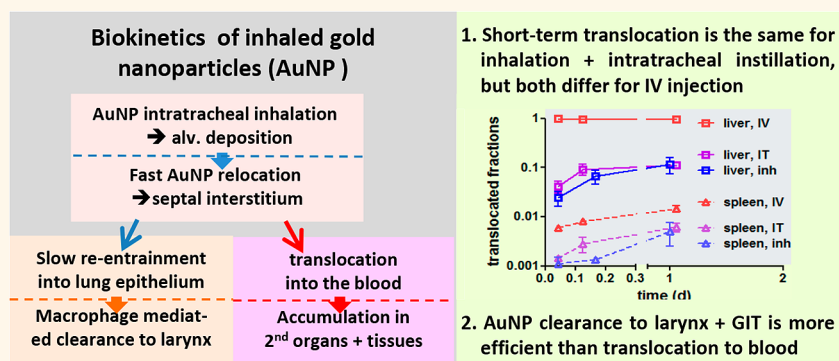 Biokinetics of inhaled gold
nanoparticles (AuNP )
AuNP intratracheal inhalation
➔ alv. deposition
Fast AuNP relocation
➔septal interstitium
Slow re-entrainment
into lung epithelium
Macrophage mediat-
ed clearance to larynx
translocation
into the blood
Accumulation in
2nd organs + tissues
1. Short-term translocation is the same for
inhalation + intratracheal instillation,
but both differ for IV injection
translocated fractions
1
0.1
0.01
0.001
0.0 0.1 0.2 0.3 1 2
time (d)
liver, IV
liver, IT
liver, inh
spleen, IV
spleen, IT
spleen, inh
2. AuNP clearance to larynx + GIT is more
efficient than translocation to blood